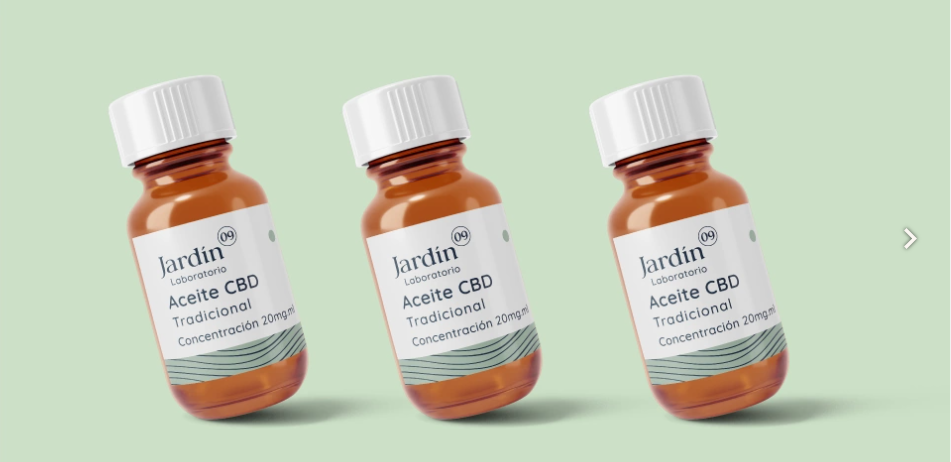 Jardín 09
Laboratorio
Aceite CBD
Tradicional
Concentración 20mg.ml
Jardín 09
Laboratorio
Aceite CBD
Tradicional
Concentración 20mg.ml
Jardín 09
Laboratorio
Aceite CBD
Tradicional
Concentración 20mg.ml